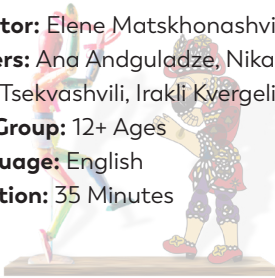 tor: Elene Matskhonashvi
ers: Ana Andguladze, Nika
Tsekvashvili, Irakli Kvergeli
Group: 12+ Ages
uage: English
tion: 35 Minutes